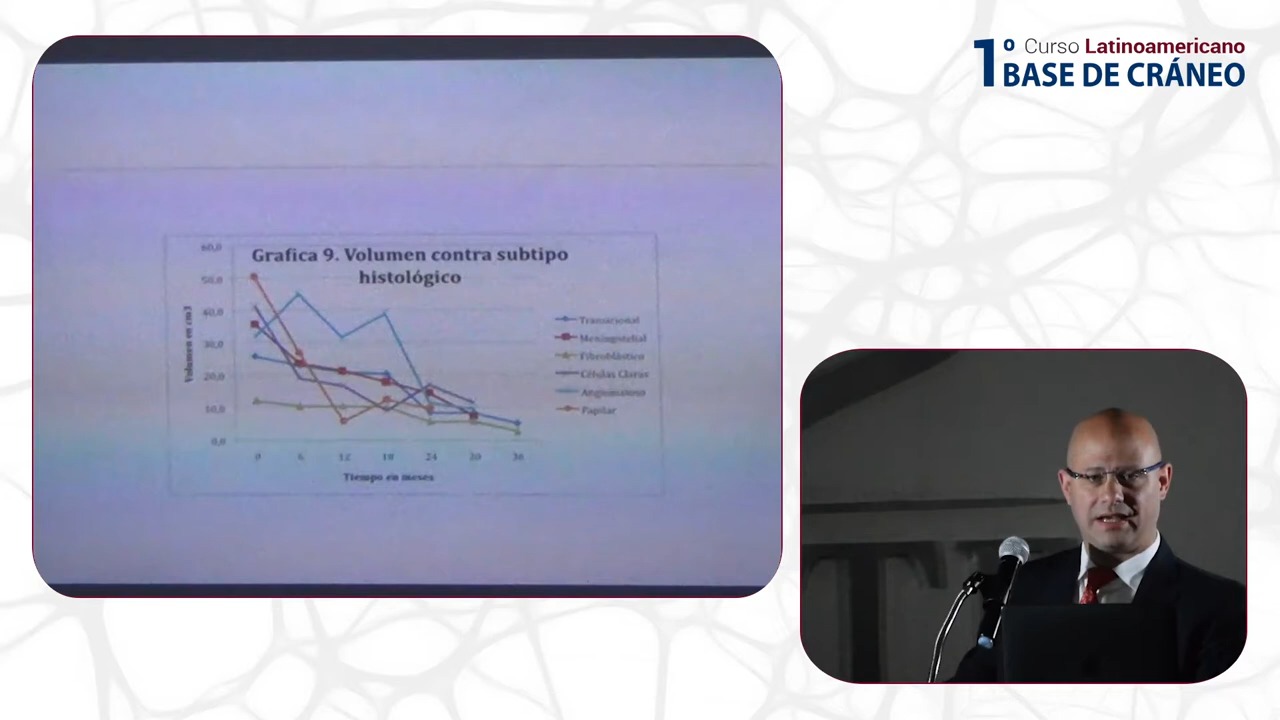 1º Curso Latinoamericano
BASE DE CRÁNEO
Grafica 9. Volumen contra subtipo
histológico
60,0
50,0
40,0
30,0
20,0
10,0
0,0
Volumen en cm3
0 6 12 18 24 30 36
Tiempo en meses
Transicional
Meningotelial
Fibroblástico
Células Claras
Angiomatoso
Papilar